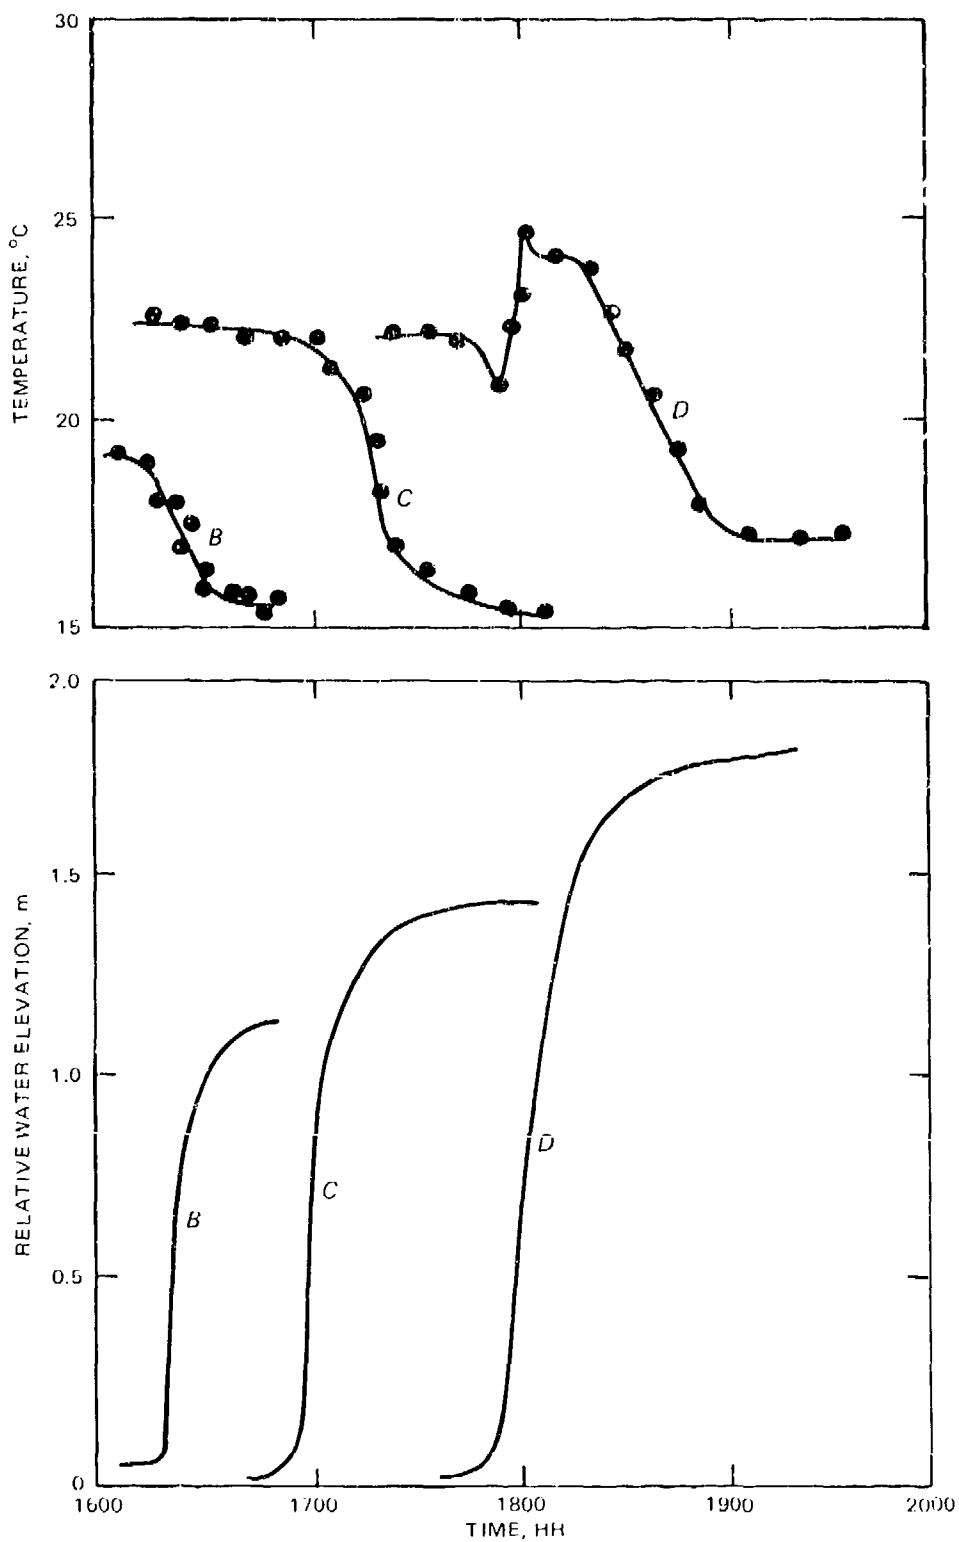 30
25
20
15
TEMPERATURE, °C
B
C
D
2.0
1.5
1.0
0.5
0
RELATIVE WATER ELEVATION, m
B
C
D
1600 1700 1800 1900 2000
TIME, HR